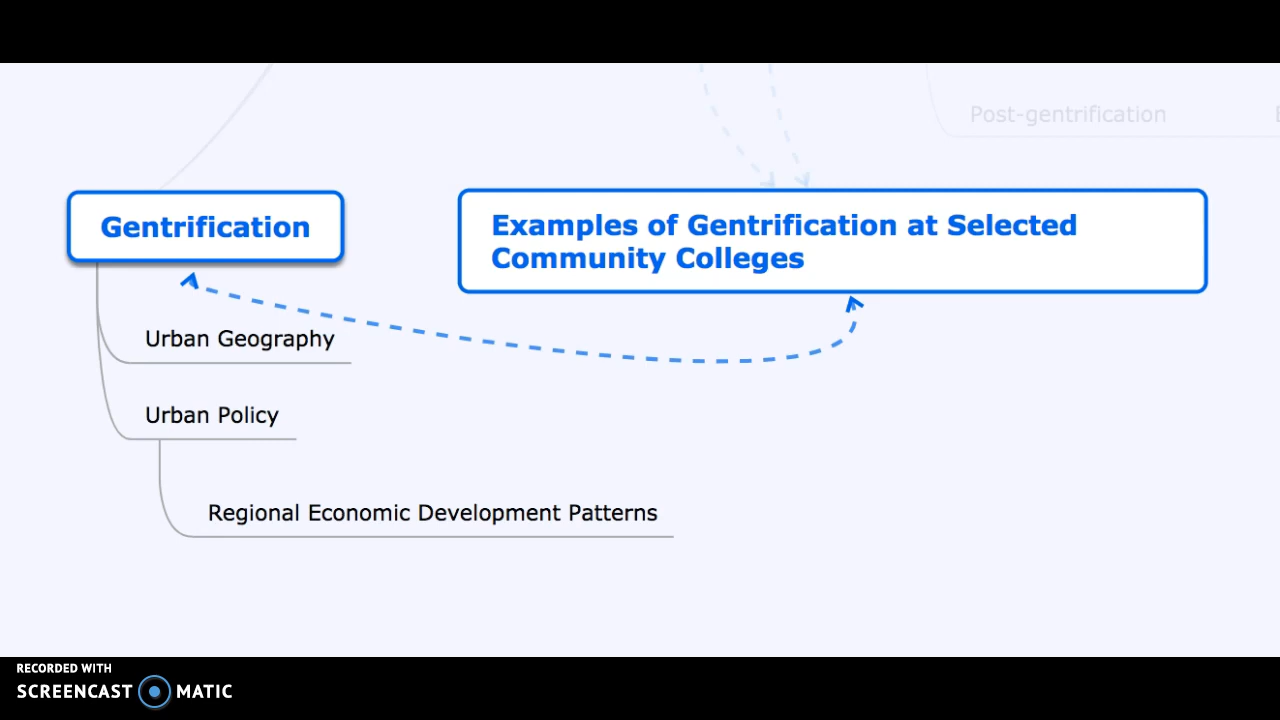 Post-gentrification
Gentrification
Examples of Gentrification at Selected
Community Colleges
Urban Geography
Urban Policy
Regional Economic Development Patterns
RECORDED WITH
SCREENCAST MATIC